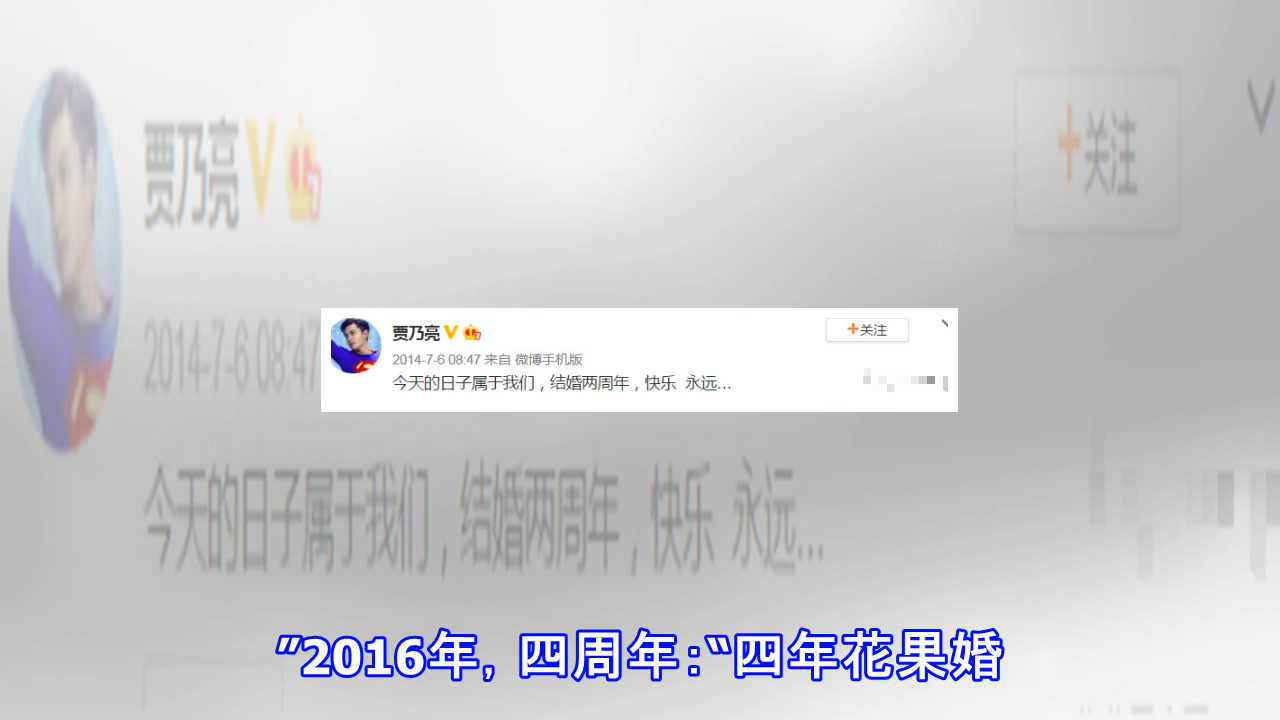 贾乃亮
+关注
2014-7-6 08:47
今天的日子属于我们，结婚两周年，快乐 永远...
贾乃亮
+关注
2014-7-6 08:47 来自 微博手机版
今天的日子属于我们，结婚两周年，快乐 永远...
”2016年，四周年:“四年花果婚